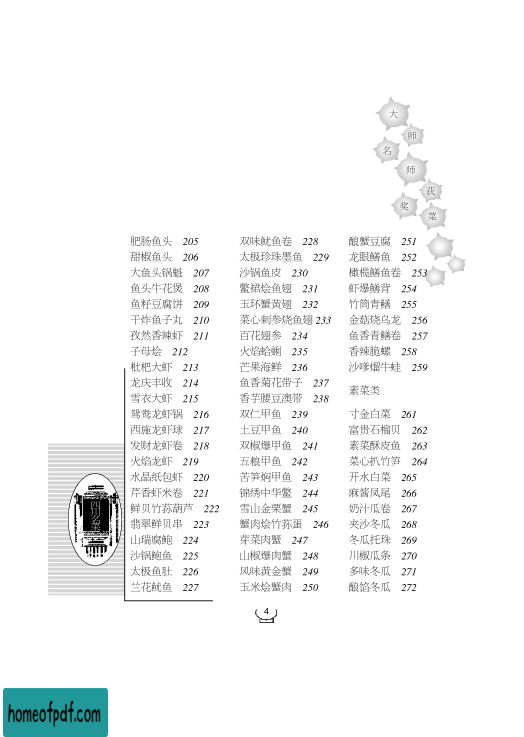 大
师
名
师
获
奖
菜
肥肠鱼头 205
甜椒鱼头 206
大鱼头锅魁 207
鱼头牛花煲 208
鱼籽豆腐饼 209
干炸鱼子丸 210
孜然香辣虾 211
子母烩 212
枇杷大虾 213
龙庆丰收 214
雪衣大虾 215
鸳鸯龙虾锅 216
西施龙虾球 217
发财龙虾卷 218
火焰龙虾 219
水晶纸包虾 220
芹香虾米卷 221
鲜贝竹荪葫芦 222
翡翠鲜贝串 223
山瑞腐鲍 224
沙锅鲍鱼 225
太极鱼肚 226
兰花鱿鱼 227
双味鱿鱼卷 228
太极珍珠墨鱼 229
沙锅鱼皮 230
鳖裙烩鱼翅 231
玉环蟹黄翅 232
菜心刺参烧鱼翅 233
百花翅参 234
火焰蛤蜊 235
芒果海鲜 236
鱼香菊花带子 237
香芋腰豆澳带 238
双仁甲鱼 239
土豆甲鱼 240
双椒爆甲鱼 241
五粮甲鱼 242
苦笋焖甲鱼 243
锦绣中华鳖 244
雪山金栗蟹 245
蟹肉烩竹荪蛋 246
芽菜肉蟹 247
山椒爆肉蟹 248
风味黄金蟹 249
玉米烩蟹肉 250
酿蟹豆腐 251
龙眼鳝鱼 252
橄榄鳝鱼卷 253
虾爆鳝背 254
竹筒青鳝 255
金菇烧乌龙 256
鱼香青鳝卷 257
香辣脆螺 258
沙嗲熘牛蛙 259
素菜类
寸金白菜 261
富贵石榴贝 262
素菜酥皮鱼 263
菜心扒竹笋 264
开水白菜 265
麻酱凤尾 266
奶汁瓜卷 267
夹沙冬瓜 268
冬瓜托珠 269
川椒瓜条 270
多味冬瓜 271
酿馅冬瓜 272
4
homeofpdf.com